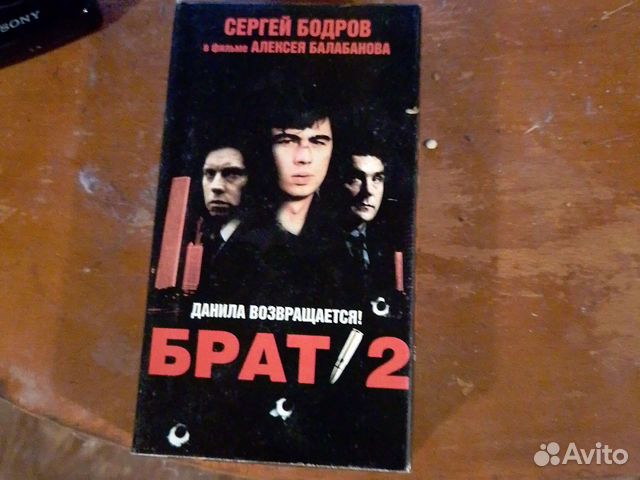 SONY
СЕРГЕЙ БОДРОВ
в фильме АЛЕКСЕЯ БАЛАБАНОВА
ДАНИЛА ВОЗВРАЩАЕТСЯ!
БРАТ 2
Avito